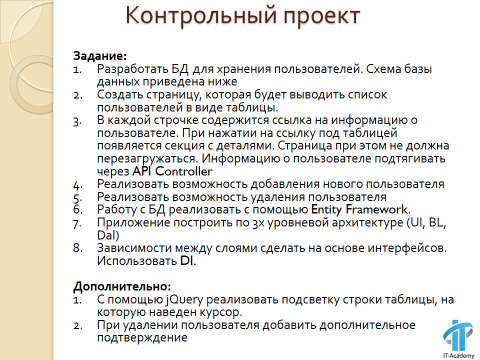 Контрольный проект
Задание:
1. Разработать БД для хранения пользователей. Схема базы
данных приведена ниже
2. Создать страницу, которая будет выводить список
пользователей в виде таблицы.
3. В каждой строчке содержится ссылка на информацию о
пользователе. При нажатии на ссылку под таблицей
появляется секция с деталями. Страница при этом не должна
перезагружаться. Информацию о пользователе подтягивать
через API Controller
4. Реализовать возможность добавления нового пользователя
5. Реализовать возможность удаления пользователя
6. Работу с БД реализовать с помощью Entity Framework.
7. Приложение построить по 3х уровневой архитектуре (UI, BL,
Dal)
8. Зависимости между слоями сделать на основе интерфейсов.
Использовать DI.
Дополнительно:
1. С помощью jQuery реализовать подсветку строки таблицы, на
которую наведен курсор.
2. При удалении пользователя добавить дополнительное
подтверждение
IT-Academy